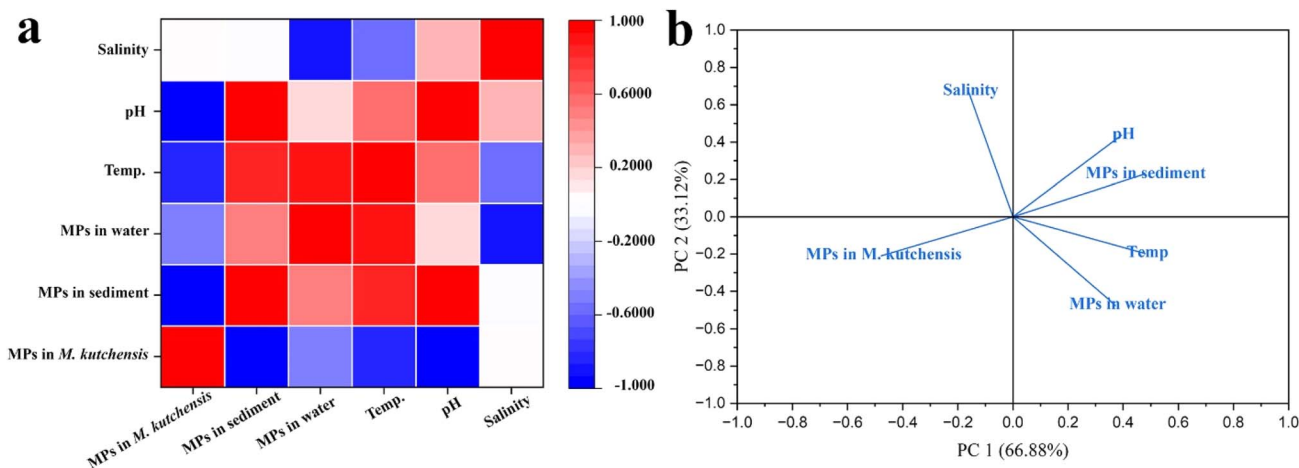 a
Salinity
pH
Temp.
MPs in water
MPs in sediment
MPs in M. kutchensis
MPs in M. kutchensis
MPs in sediment
MPs in water
Temp.
pH
Salinity
1.000
0.6000
0.2000
-0.2000
-0.6000
-1.000
b
PC 2 (33.12%)
1.0
0.8
0.6
0.4
0.2
0.0
−0.2
−0.4
−0.6
−0.8
−1.0
Salinity
pH
MPs in sediment
MPs in M. kutchensis
Temp
MPs in water
−1.0 −0.8 −0.6 −0.4 −0.2 0.0 0.2 0.4 0.6 0.8 1.0
PC 1 (66.88%)